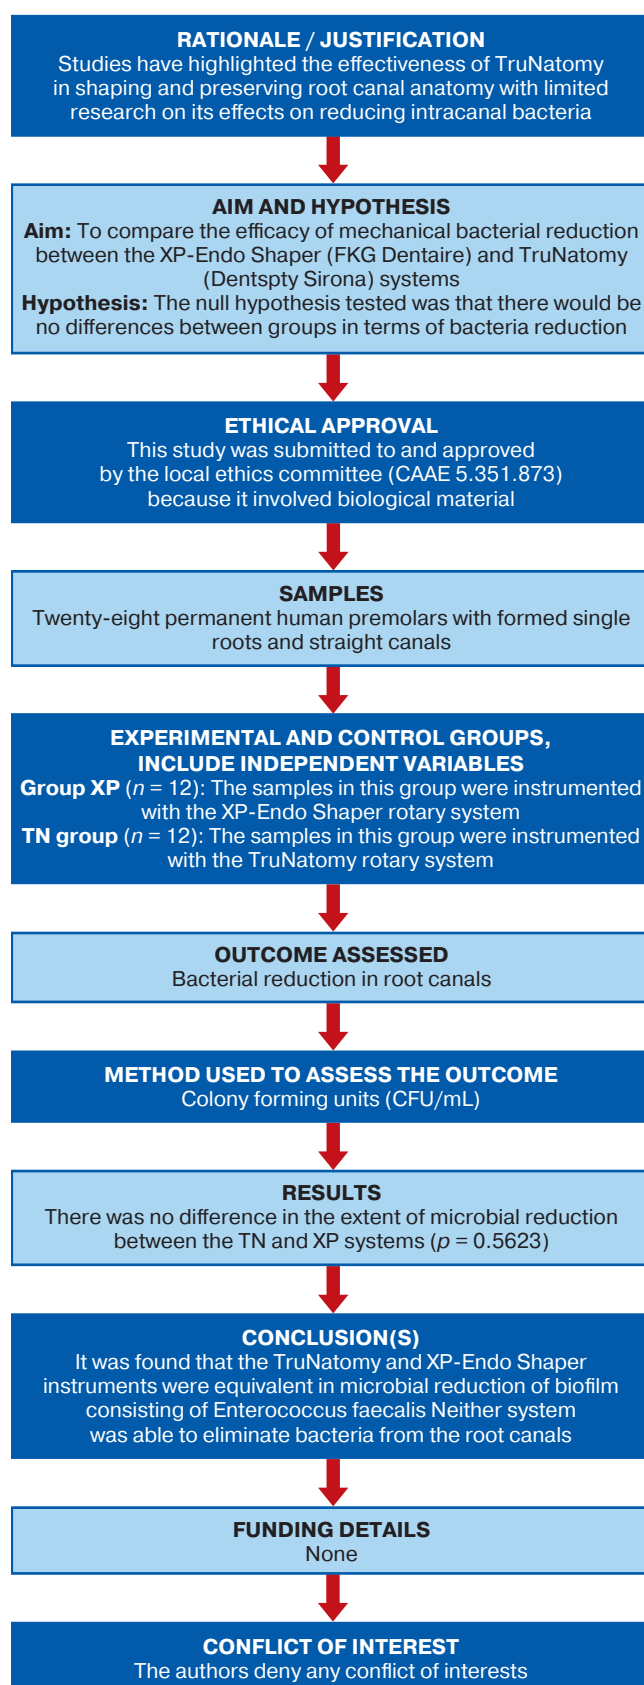 RATIONALE / JUSTIFICATION
Studies have highlighted the effectiveness of TruNatomy
in shaping and preserving root canal anatomy with limited
research on its effects on reducing intracanal bacteria
AIM AND HYPOTHESIS
Aim: To compare the efficacy of mechanical bacterial reduction
between the XP-Endo Shaper (FKG Dentaire) and TruNatomy
(Dentspty Sirona) systems
Hypothesis: The null hypothesis tested was that there would be
no differences between groups in terms of bacteria reduction
ETHICAL APPROVAL
This study was submitted to and approved
by the local ethics committee (CAAE 5.351.873)
because it involved biological material
SAMPLES
Twenty-eight permanent human premolars with formed single
roots and straight canals
EXPERIMENTAL AND CONTROL GROUPS,
INCLUDE INDEPENDENT VARIABLES
Group XP (n = 12): The samples in this group were instrumented
with the XP-Endo Shaper rotary system
TN group (n = 12): The samples in this group were instrumented
with the TruNatomy rotary system
OUTCOME ASSESSED
Bacterial reduction in root canals
METHOD USED TO ASSESS THE OUTCOME
Colony forming units (CFU/mL)
RESULTS
There was no difference in the extent of microbial reduction
between the TN and XP systems (p = 0.5623)
CONCLUSION(S)
It was found that the TruNatomy and XP-Endo Shaper
instruments were equivalent in microbial reduction of biofilm
consisting of Enterococcus faecalis Neither system
was able to eliminate bacteria from the root canals
FUNDING DETAILS
None
CONFLICT OF INTEREST
The authors deny any conflict of interests